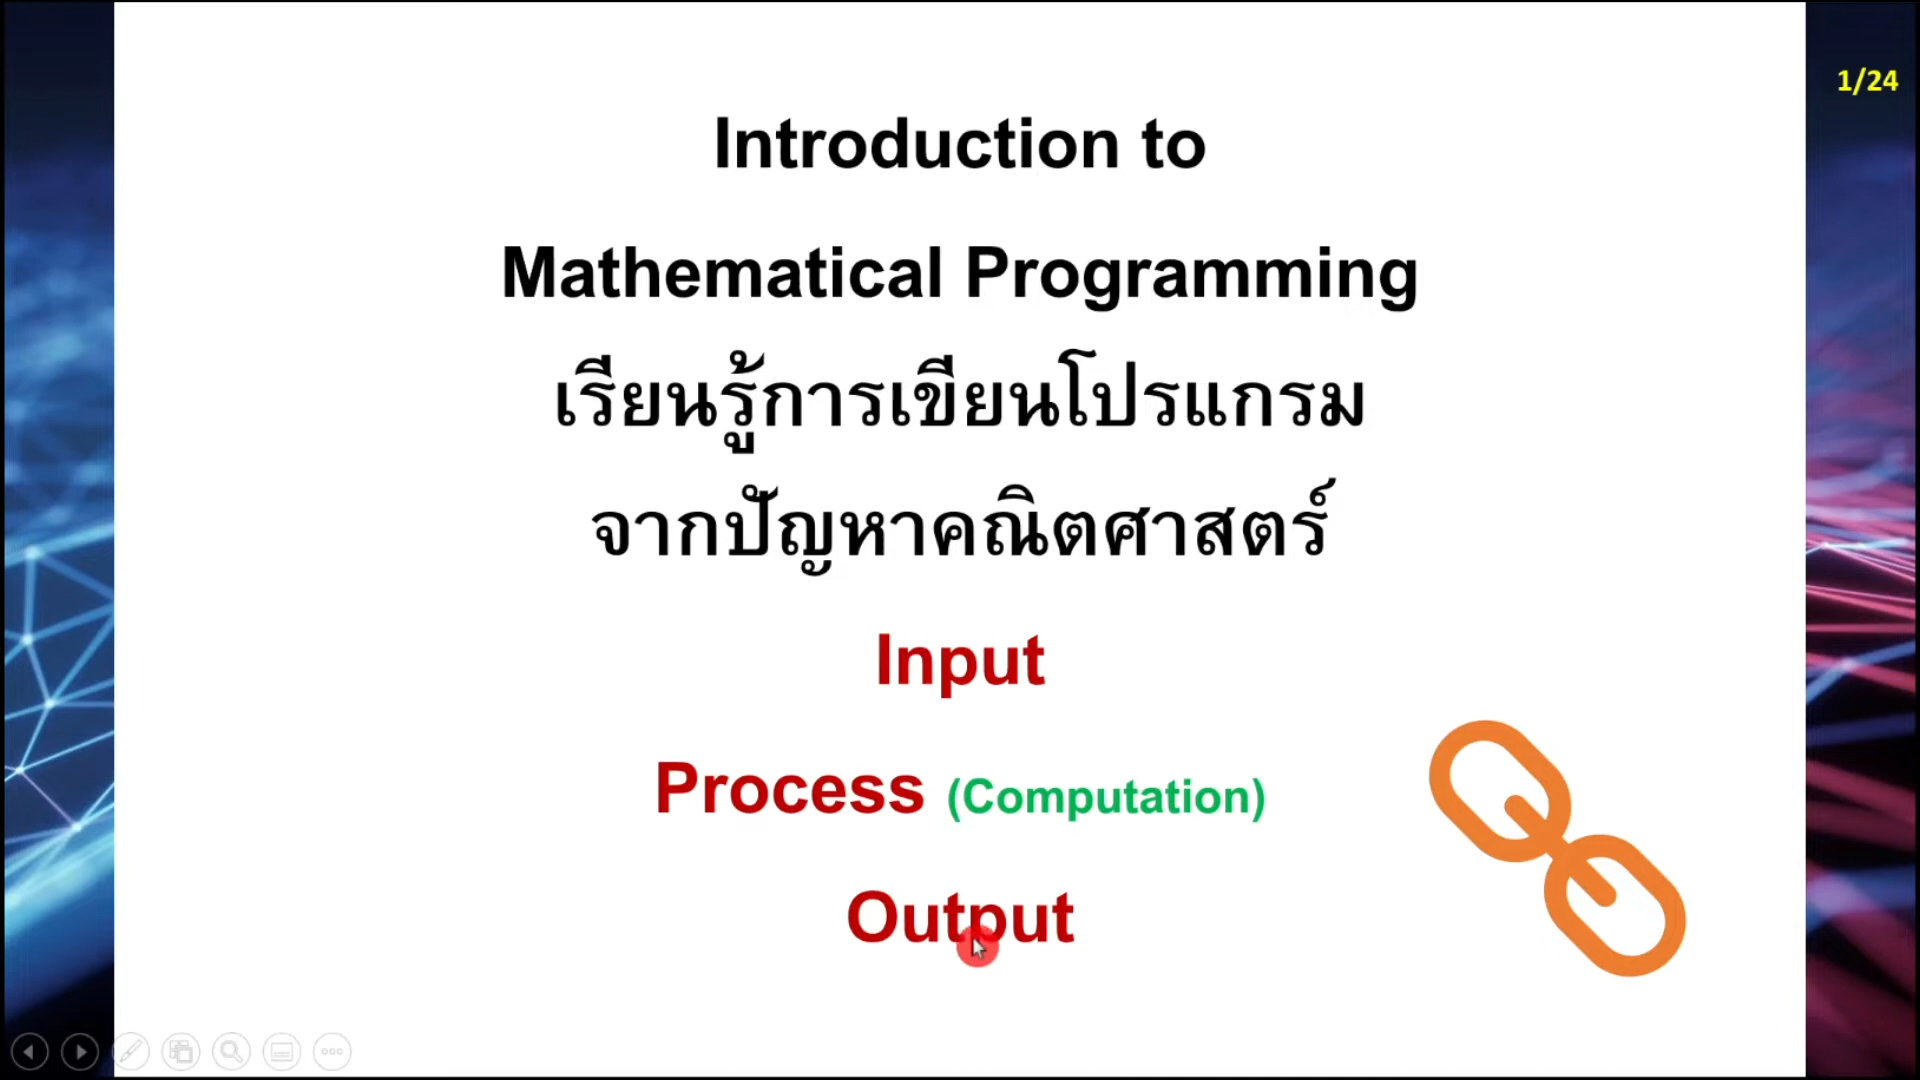 1/24
Introduction to
Mathematical Programming
เรียนรู้การเขียนโปรแกรม
จากปัญหาคณิตศาสตร์
Input
Process (Computation)
Output